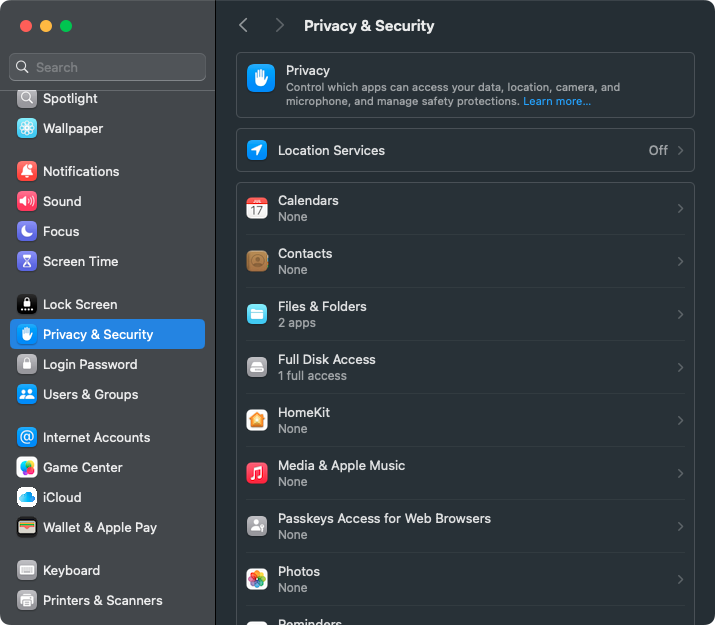 Search
Spotlight
Wallpaper
Notifications
Sound
Focus
Screen Time
Lock Screen
Privacy & Security
Login Password
Users & Groups
Internet Accounts
Game Center
iCloud
Wallet & Apple Pay
Keyboard
Printers & Scanners
Privacy & Security
Privacy
Control which apps can access your data, location, camera, and
microphone, and manage safety protections. Learn more...
Location Services
Off
17
Calendars
None
Contacts
None
Files & Folders
2 apps
Full Disk Access
1 full access
HomeKit
None
Media & Apple Music
None
Passkeys Access for Web Browsers
None
Photos
None
Reminders